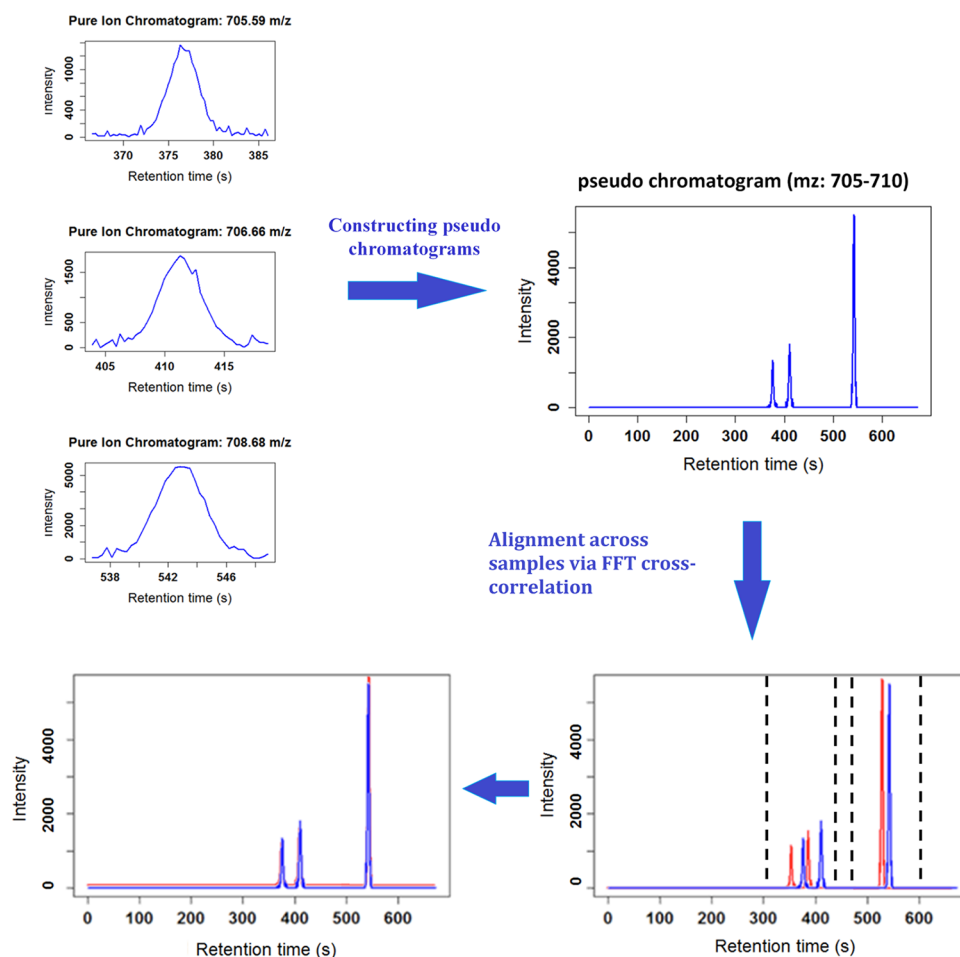 Pure Ion Chromatogram: 705.59 m/z
Intensity
0 400 1000
370 375 380 385
Retention time (s)
Pure Ion Chromatogram: 706.66 m/z
Intensity
0 500 1500
405 410 415
Retention time (s)
Pure Ion Chromatogram: 708.68 m/z
Intensity
0 2000 5000
538 542 546
Retention time (s)
Constructing pseudo
chromatograms
pseudo chromatogram (mz: 705-710)
Intensity
0 2000 4000
0 100 200 300 400 500 600
Retention time (s)
Alignment across
samples via FFT cross-
correlation
Intensity
0 2000 4000
0 100 200 300 400 500 600
Retention time (s)
Intensity
0 2000 4000
0 100 200 300 400 500 600
Retention time (s)